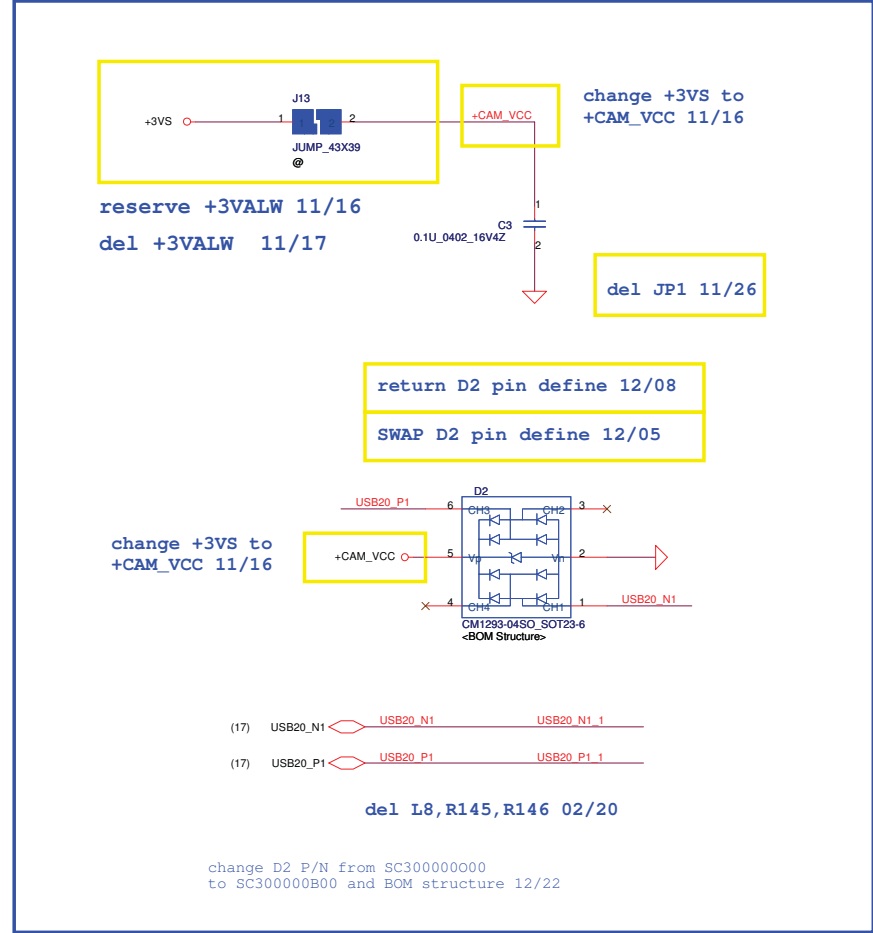 J13
+3VS
1
1
2
2
+CAM_VCC
JUMP_43X39
@
change +3VS to
+CAM_VCC 11/16
reserve +3VALW 11/16
del +3VALW 11/17
1
C3
0.1U_0402_16V4Z
2
del JP1 11/26
return D2 pin define 12/08
SWAP D2 pin define 12/05
D2
USB20_P1
6
CH3
CH2
3
change +3VS to
+CAM_VCC 11/16
+CAM_VCC
5
Vp
Vn
2
4
CH4
CH1
1
USB20_N1
CM1293-04SO_SOT23-6
<BOM Structure>
(17) USB20_N1 USB20_N1 USB20_N1_1
(17) USB20_P1 USB20_P1 USB20_P1_1
del L8,R145,R146 02/20
change D2 P/N from SC300000O00
to SC300000B00 and BOM structure 12/22